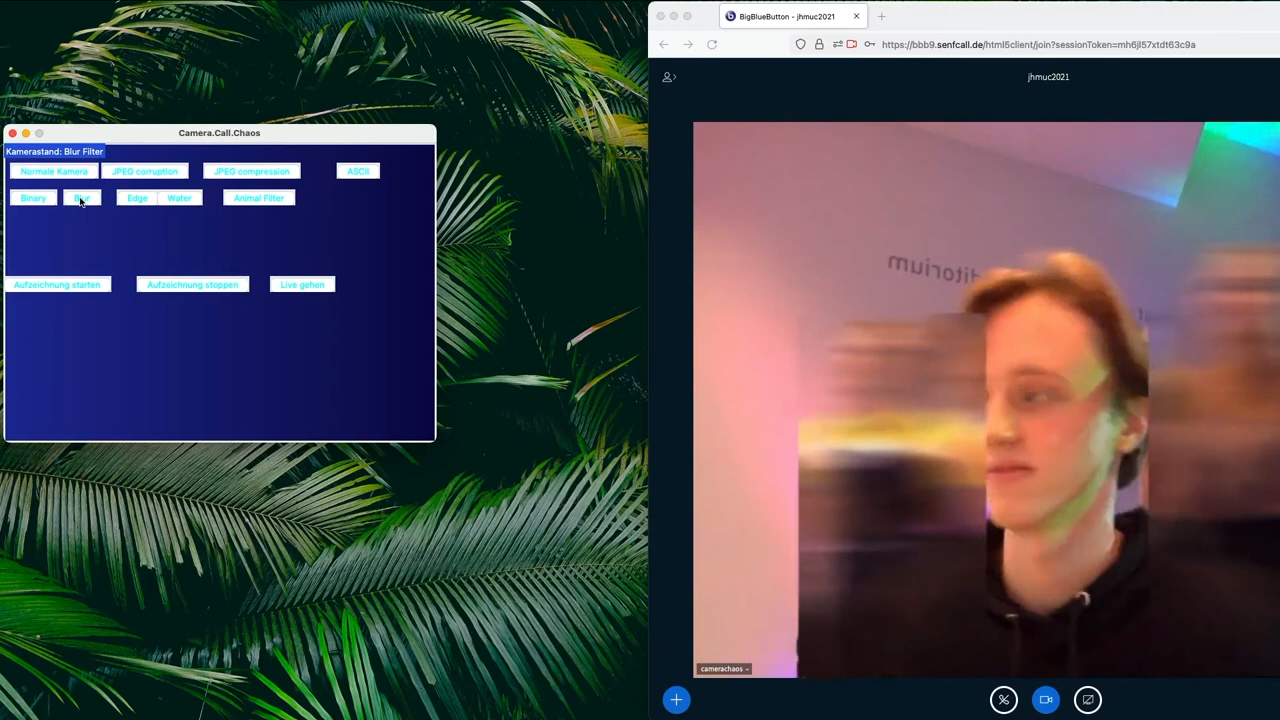 Camera.Call.Chaos
Kamerastand: Blur Filter
Normale Kamera
JPEG corruption
JPEG compression
ASCII
Binary
Blur
Edge
Water
Animal Filter
Aufzeichnung starten
Aufzeichnung stoppen
Live gehen
BigBlueButton - jhmuc2021
https://bbb9.senfcall.de/html5client/join?sessionToken=mh6jl57xtdt63c9a
jhmuc2021
camerachaos